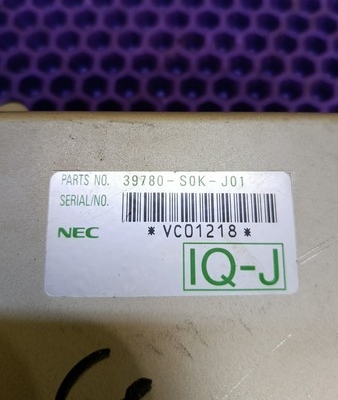 PARTS NO. 39780-S0K-J01
SERIAL/NO.
NEC *VC01218*
IQ-J